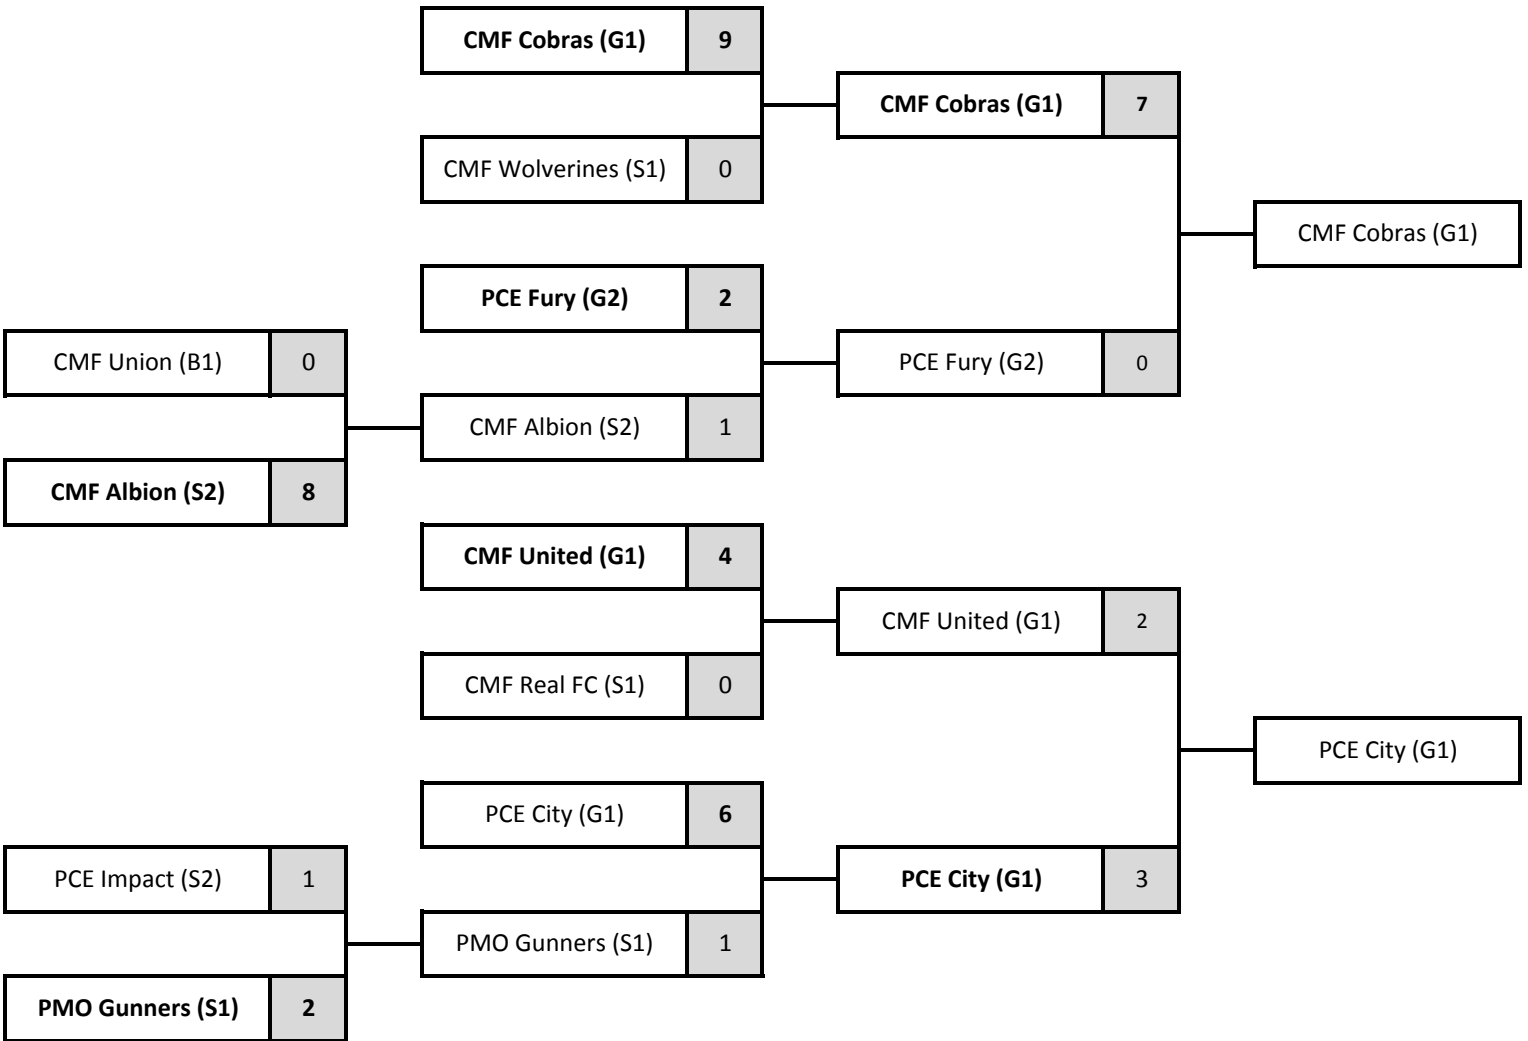 CMF Cobras (G1) 9
CMF Cobras (G1) 7
CMF Wolverines (S1) 0
CMF Cobras (G1)
PCE Fury (G2) 2
CMF Union (B1) 0
PCE Fury (G2) 0
CMF Albion (S2) 1
CMF Albion (S2) 8
CMF United (G1) 4
CMF United (G1) 2
CMF Real FC (S1) 0
PCE City (G1)
PCE City (G1) 6
PCE Impact (S2) 1
PCE City (G1) 3
PMO Gunners (S1) 1
PMO Gunners (S1) 2